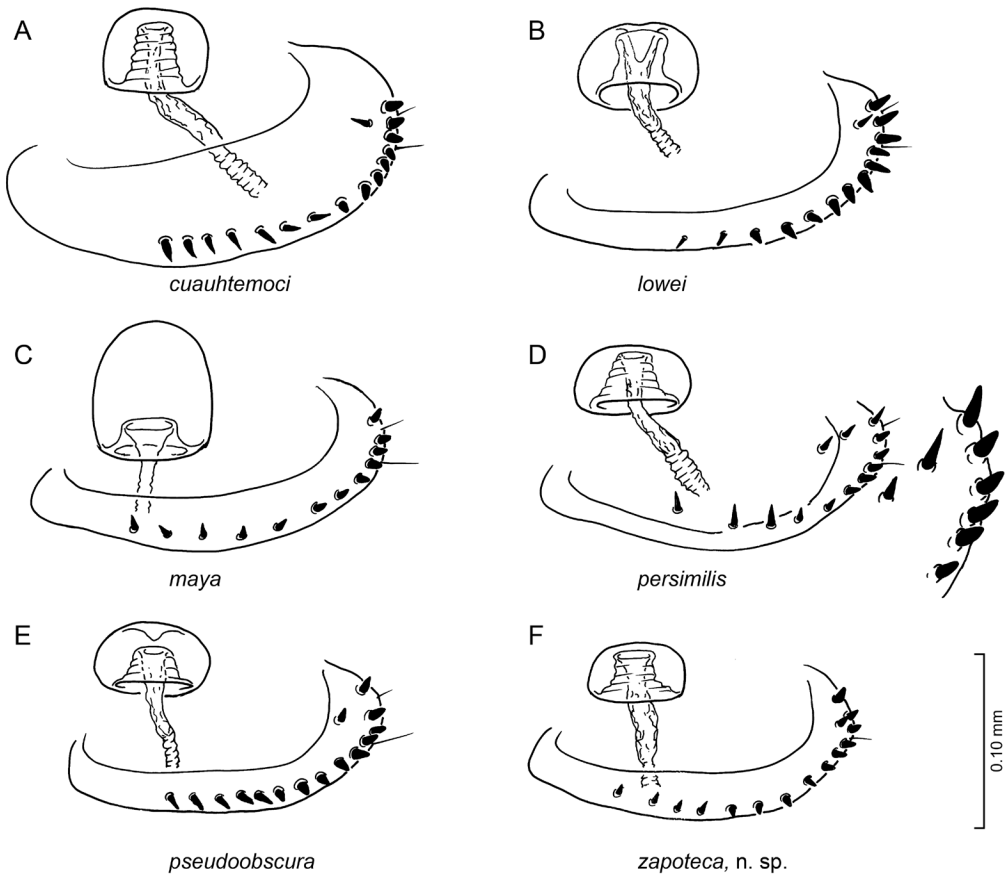 A
B
cuauhtemoci
lowei
C
D
maya
persimilis
E
F
0.10 mm
pseudoobscura
zapoteca, n. sp.